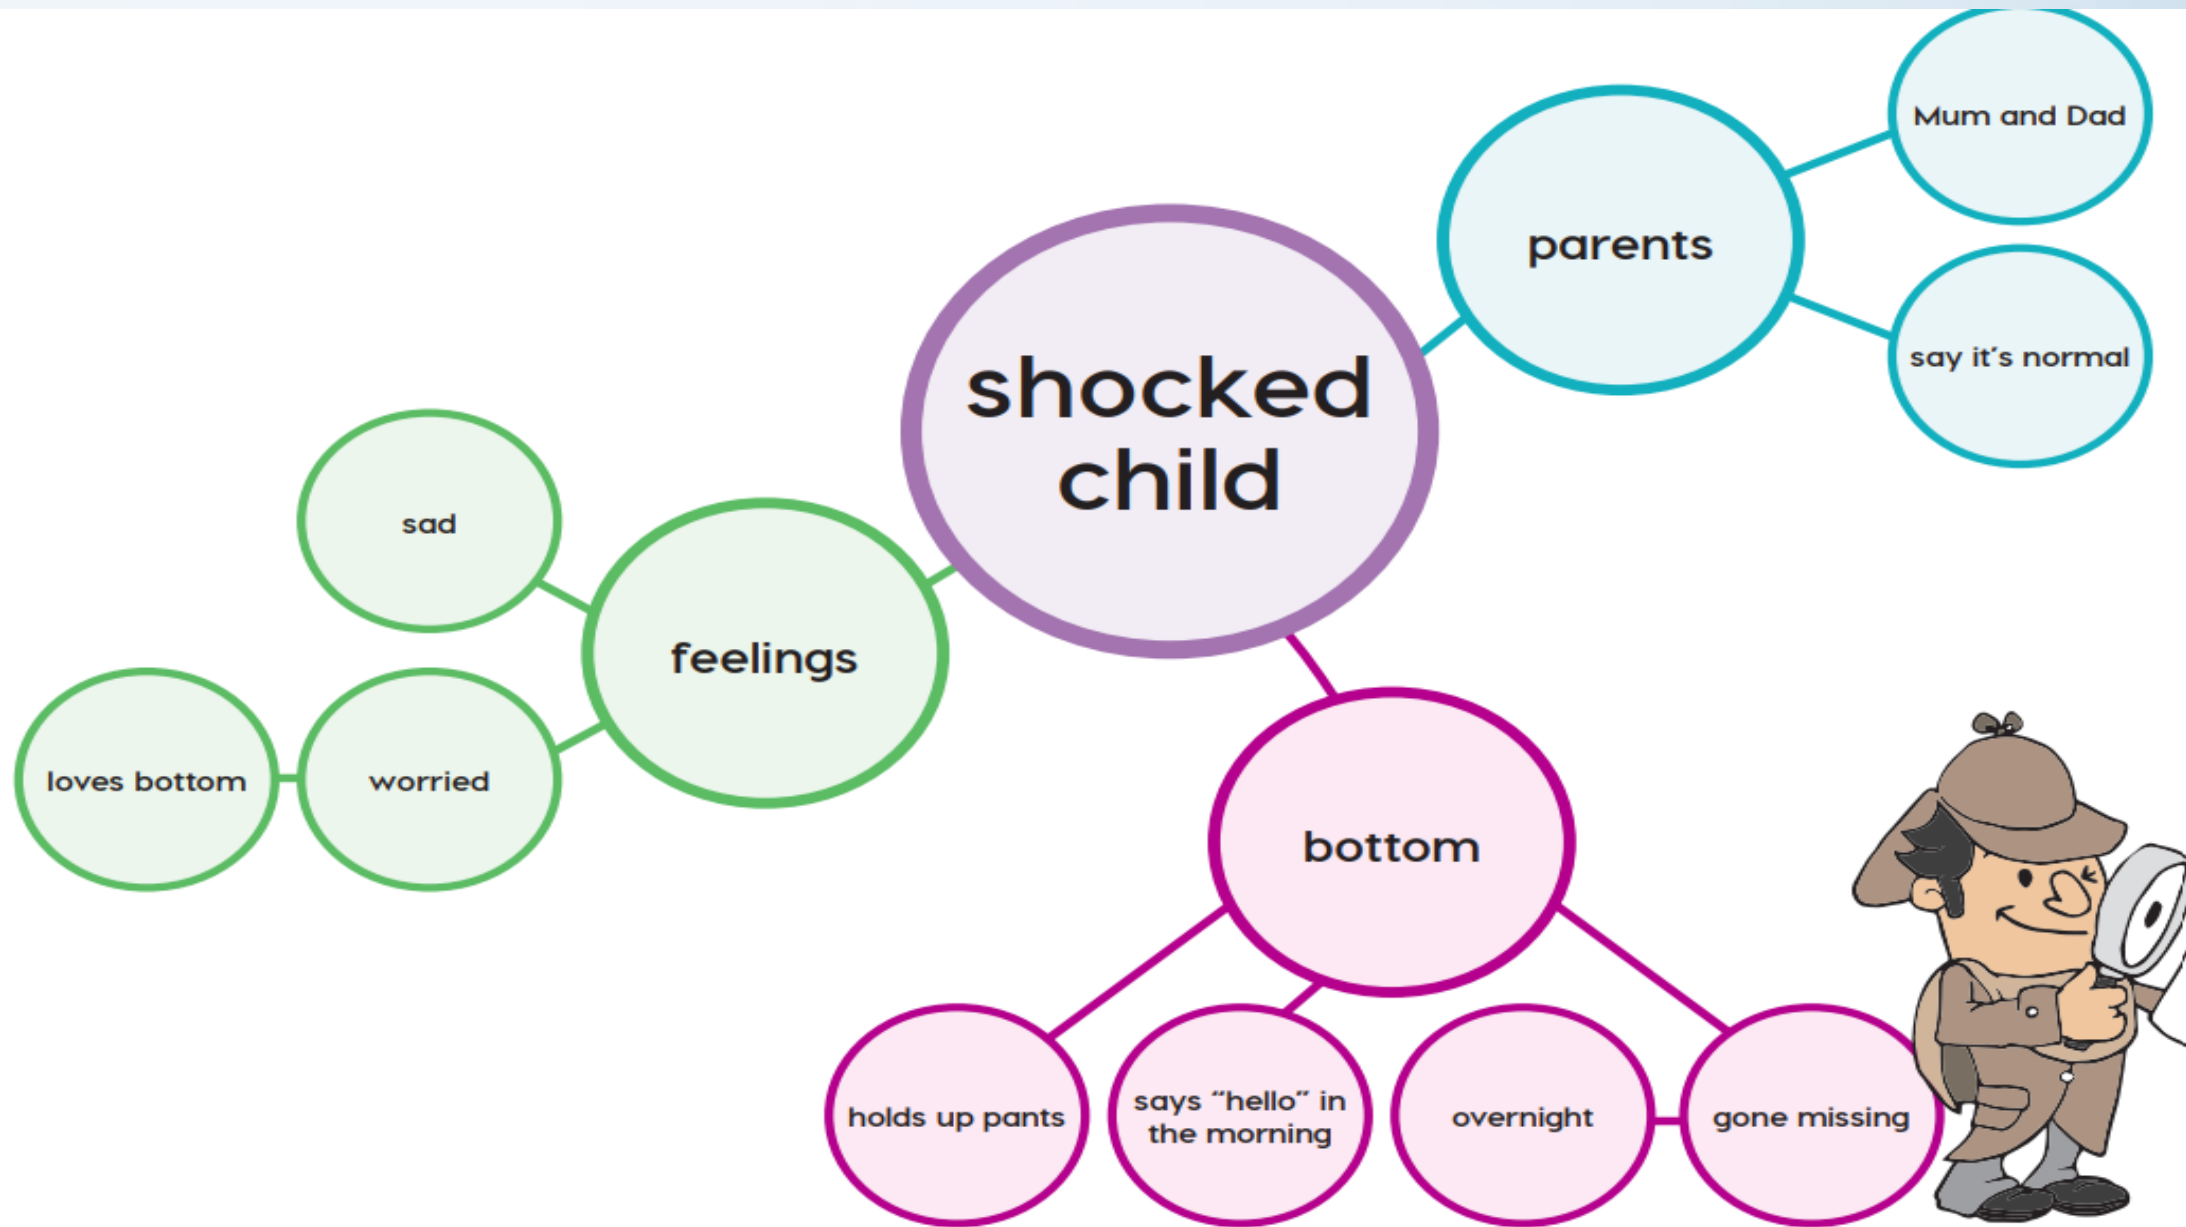 Mum and Dad
parents
say it's normal
shocked
child
sad
feelings
loves bottom
worried
bottom
holds up pants
says “hello” in
the morning
overnight
gone missing